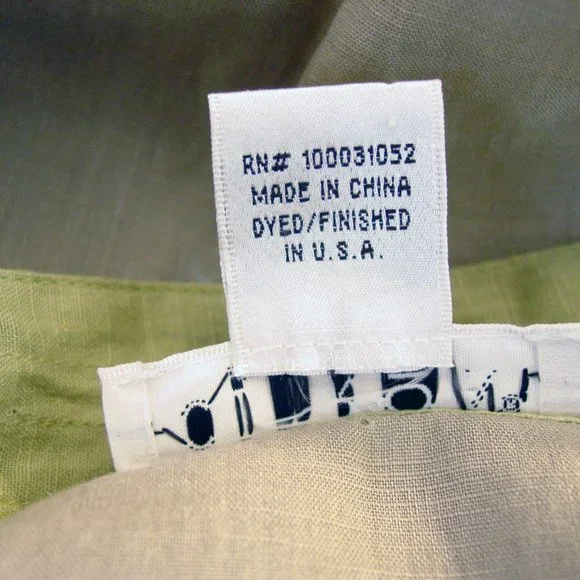 RN# 100031052
MADE IN CHINA
DYED/FINISHED
IN U.S.A.